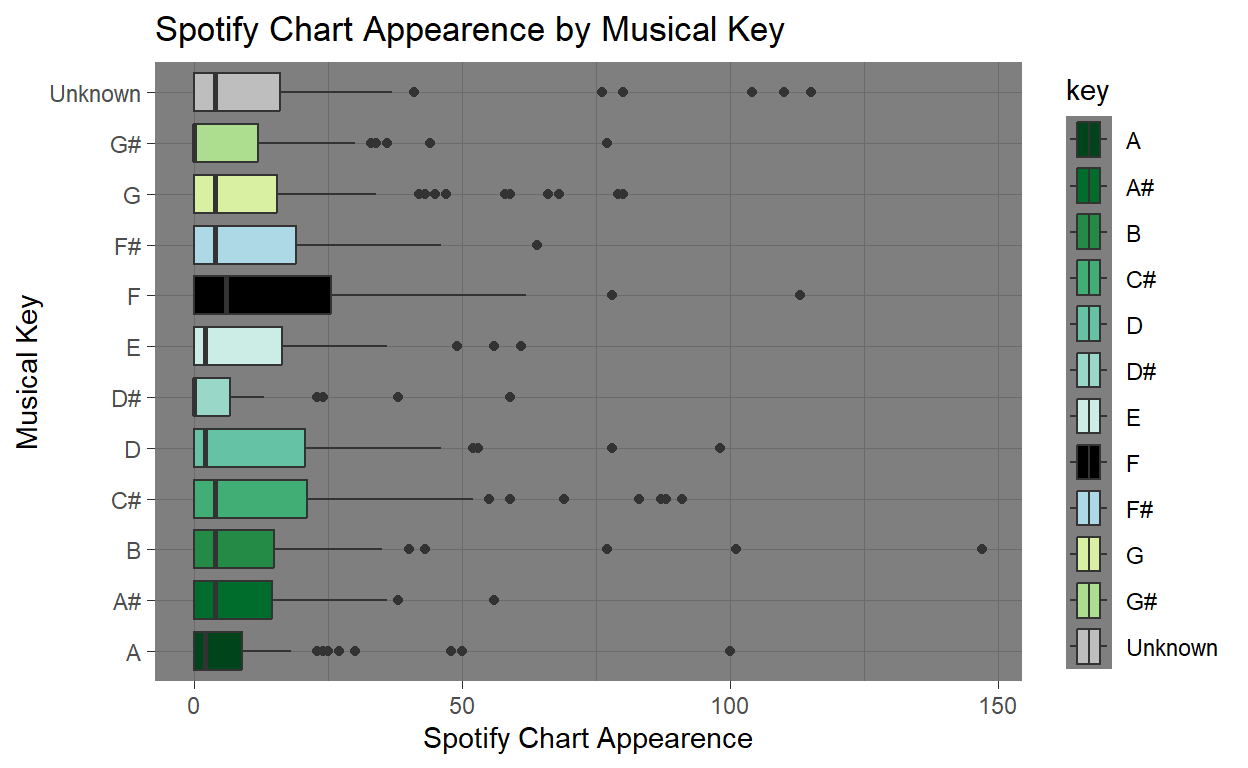 Spotify Chart Appearence by Musical Key
Musical Key
Unknown
G#
G
F#
F
E
D#
D
C#
B
A#
A
0
50
100
150
Spotify Chart Appearence
key
A
A#
B
C#
D
D#
E
F
F#
G
G#
Unknown